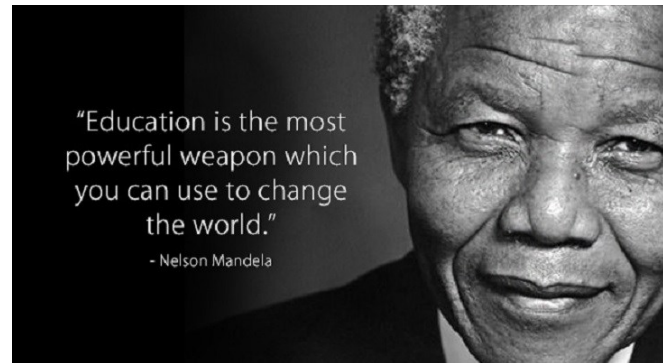 “Education is the most
powerful weapon which
you can use to change
the world.”
- Nelson Mandela